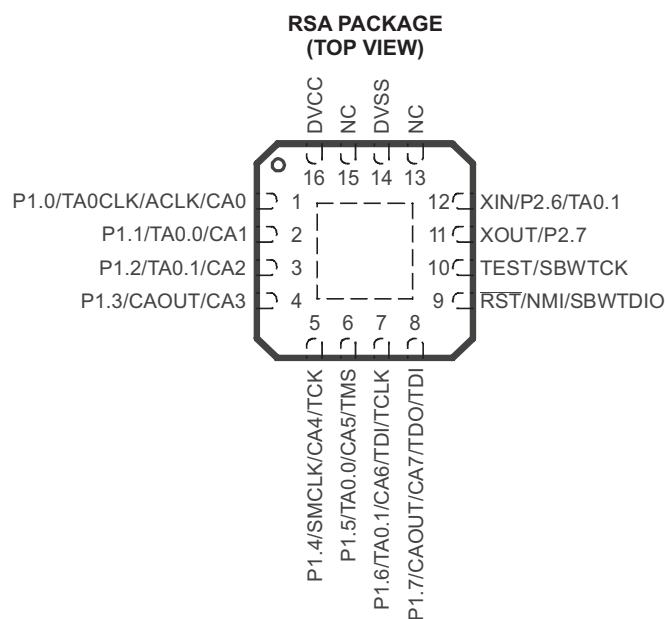 RSA PACKAGE
(TOP VIEW)
DVCC
NC
DVSS
NC
16
15
14
13
P1.0/TA0CLK/ACLK/CA0
1
12
XIN/P2.6/TA0.1
P1.1/TA0.0/CA1
2
11
XOUT/P2.7
P1.2/TA0.1/CA2
3
10
TEST/SBWTCK
P1.3/CAOUT/CA3
4
9
RST/NMI/SBWTDIO
5
6
7
8
P1.4/SMCLK/CA4/TCK
P1.5/TA0.0/CA5/TMS
P1.6/TA0.1/CA6/TDI/TCLK
P1.7/CAOUT/CA7/TDO/TDI